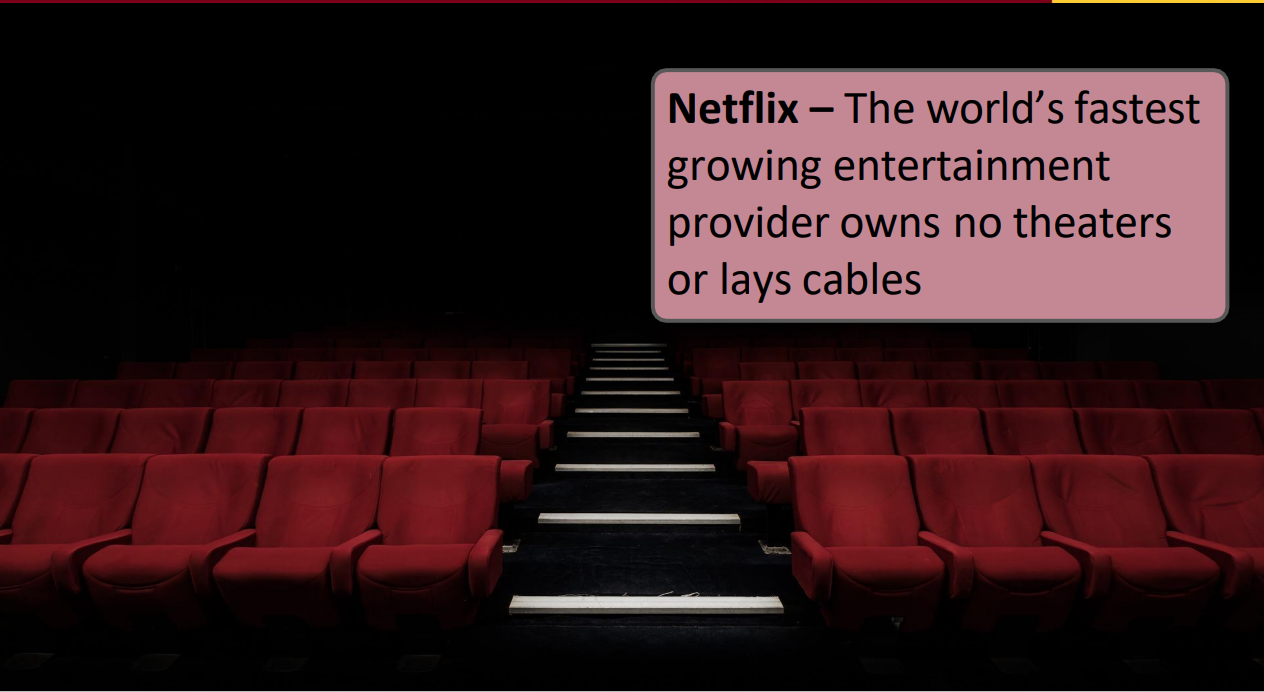 Netflix – The world’s fastest
growing entertainment
provider owns no theaters
or lays cables